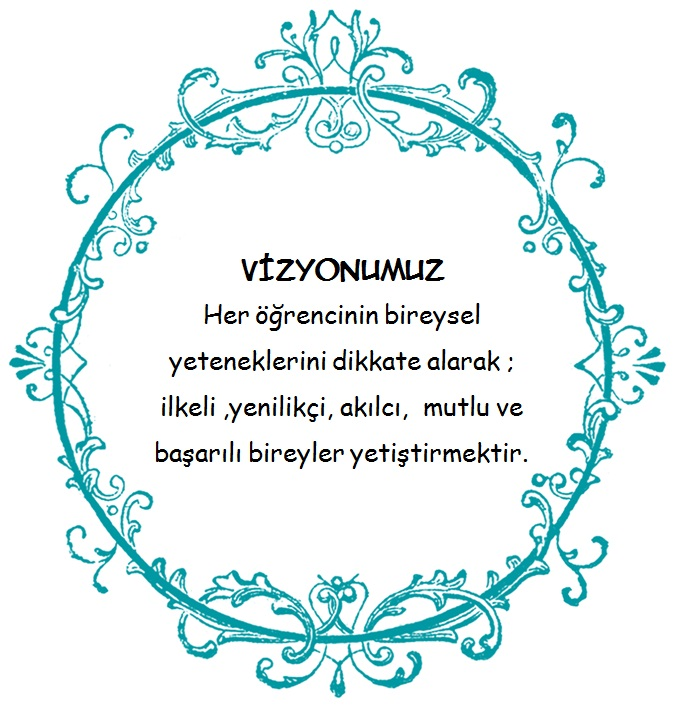 VİZYONUMUZ
Her öğrencinin bireysel
yeteneklerini dikkate alarak ;
ilkeli ,yenilikçi, akılcı,  mutlu ve
başarılı bireyler yetiştirmektir.